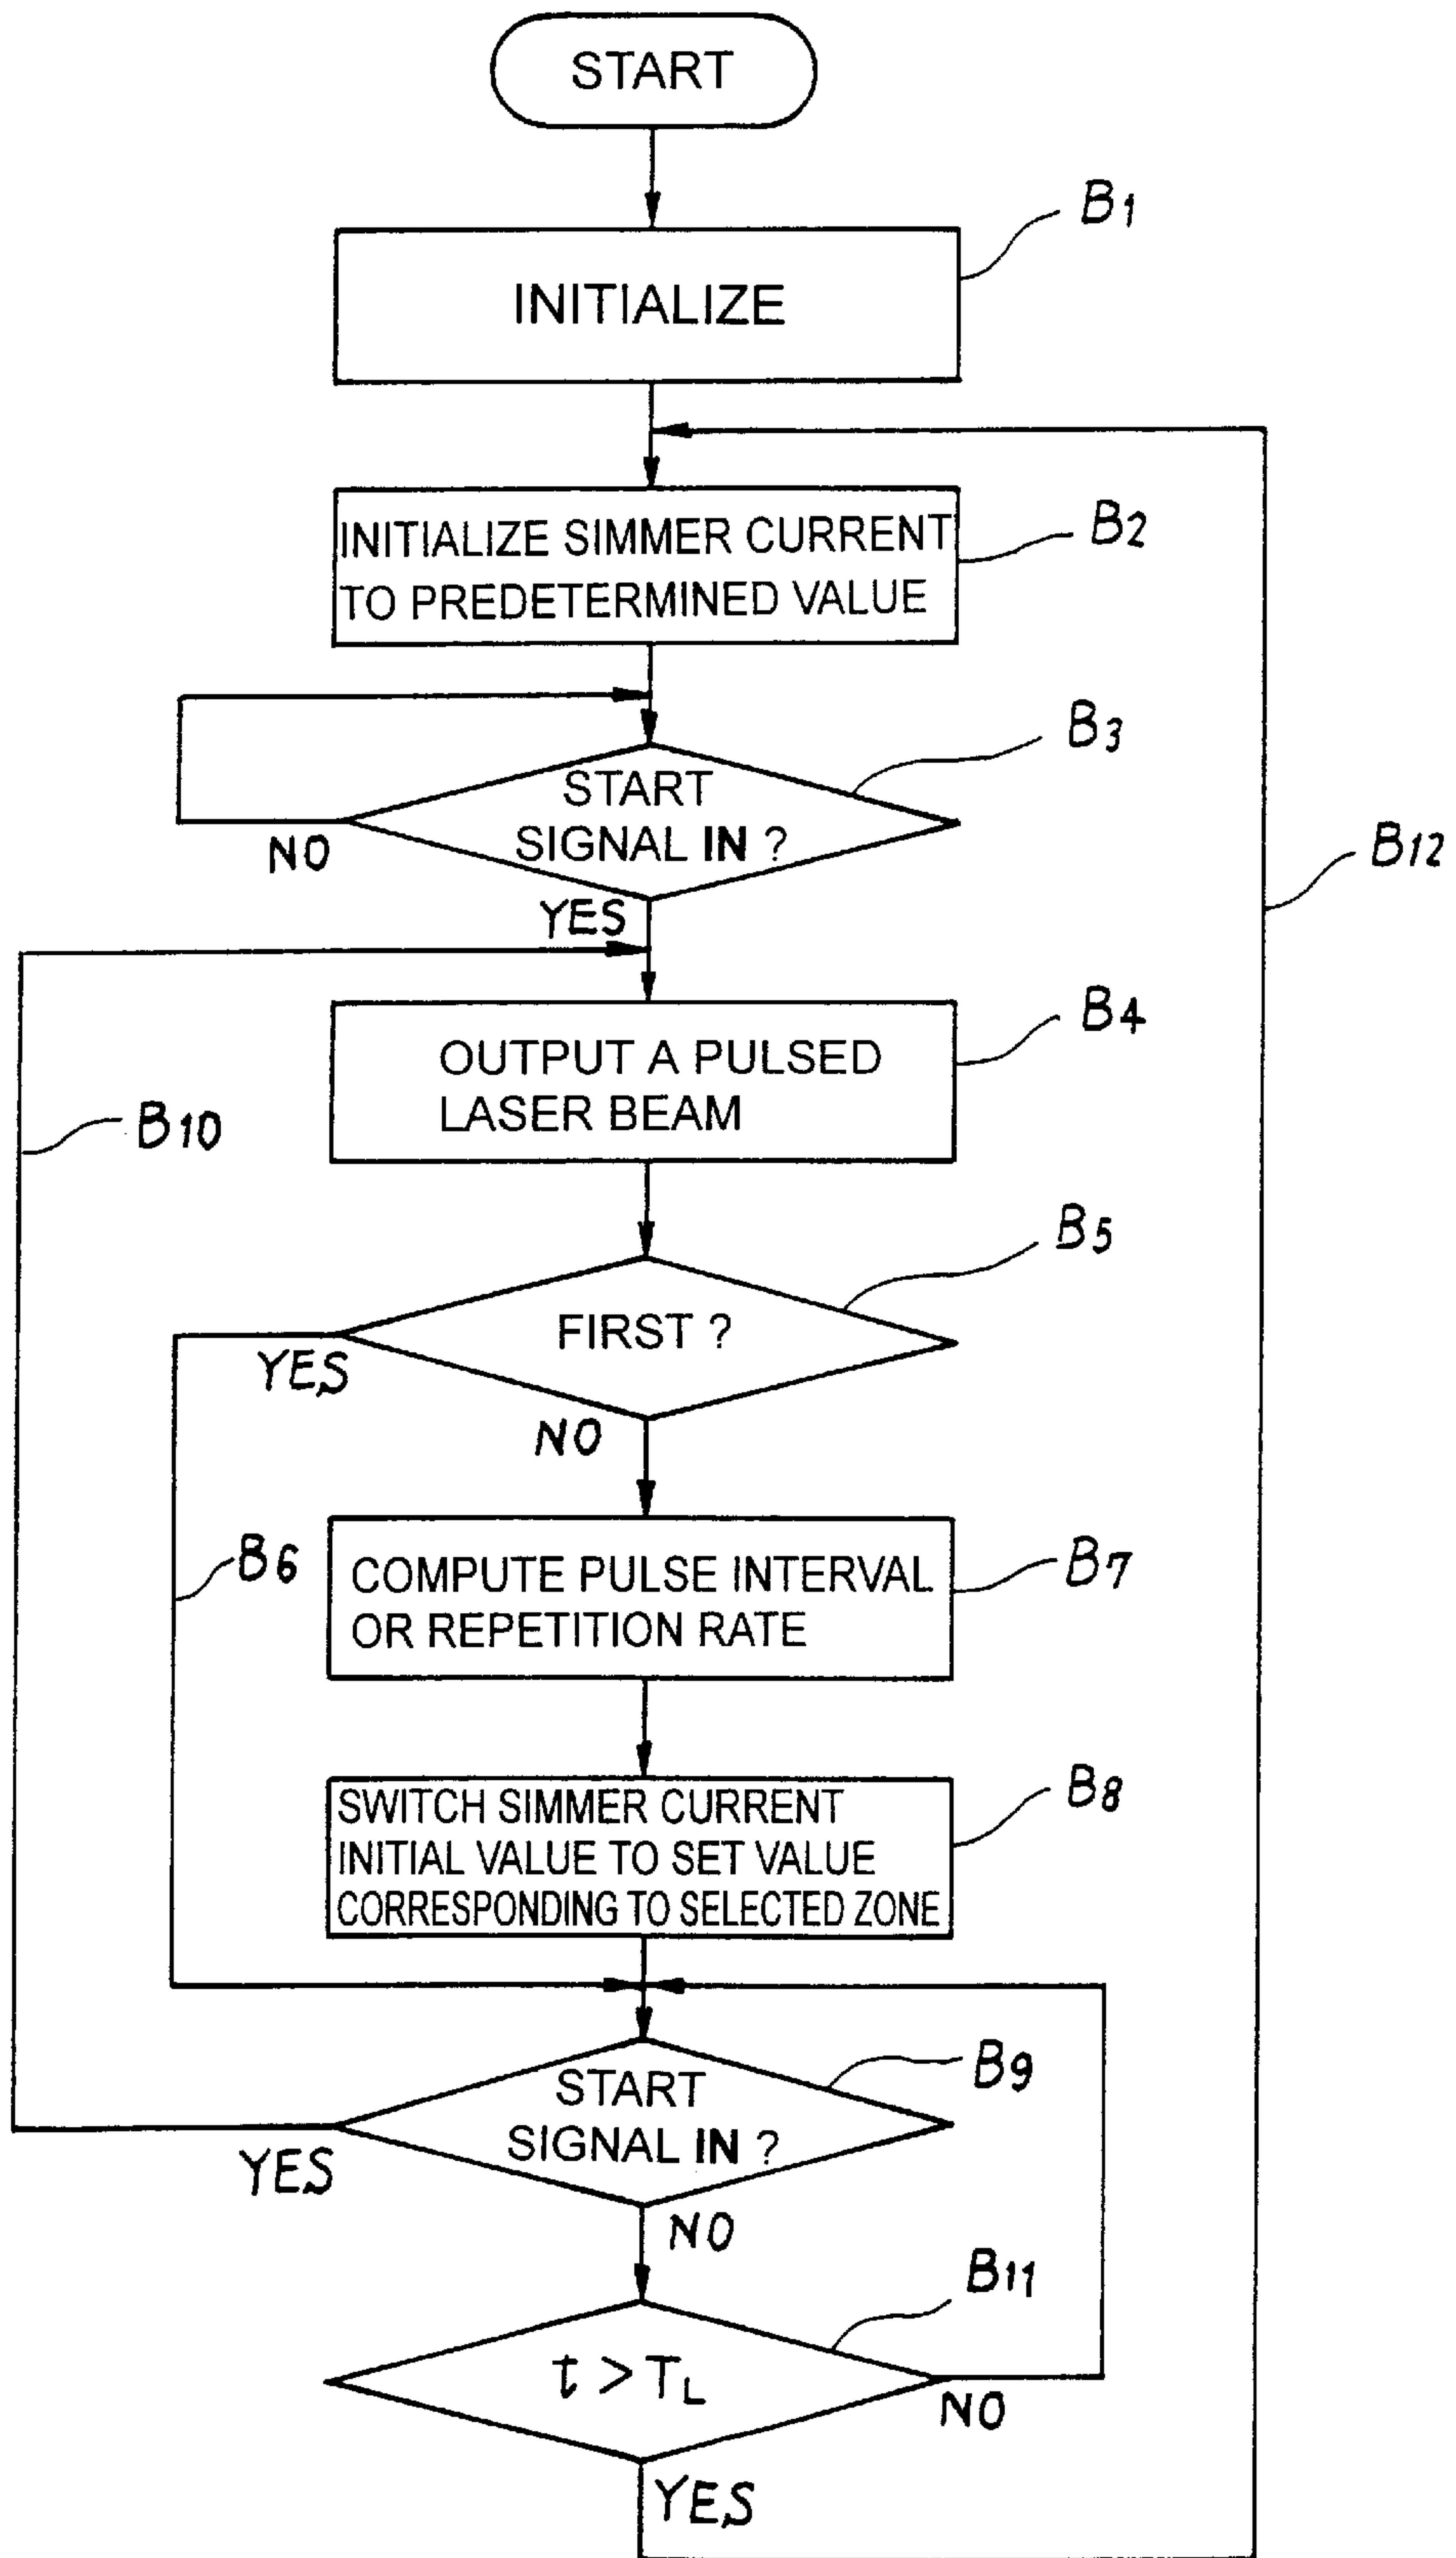 START
B1
INITIALIZE
B2
INITIALIZE SIMMER CURRENT
TO PREDETERMINED VALUE
B3
START
SIGNAL IN ?
NO
YES
B12
B4
OUTPUT A PULSED
LASER BEAM
B10
B5
FIRST ?
YES
NO
B6
B7
COMPUTE PULSE INTERVAL
OR REPETITION RATE
B8
SWITCH SIMMER CURRENT
INITIAL VALUE TO SET VALUE
CORRESPONDING TO SELECTED ZONE
B9
START
SIGNAL IN ?
YES
NO
B11
t > TL
NO
YES